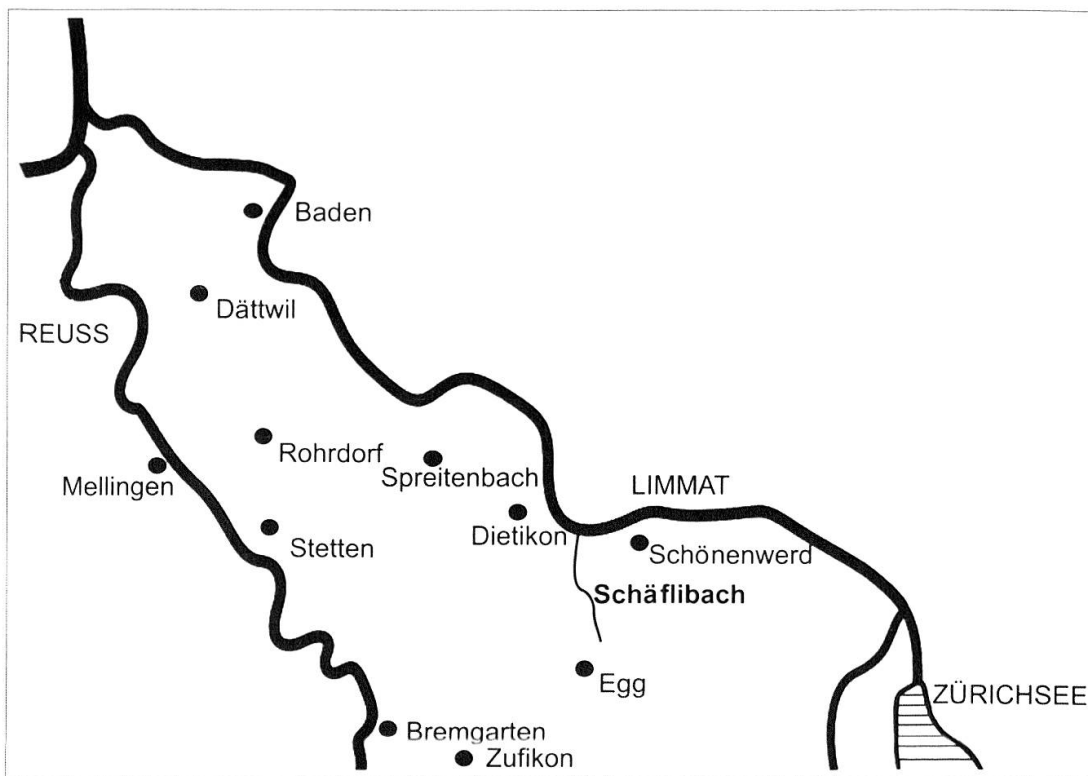 Baden
Dättwil
REUSS
Rohrdorf
Spreitenbach
Mellingen
LIMMAT
Dietikon
Stetten
Schönenwerd
Schäflibach
Egg
ZÜRICHSEE
Bremgarten
Zufikon